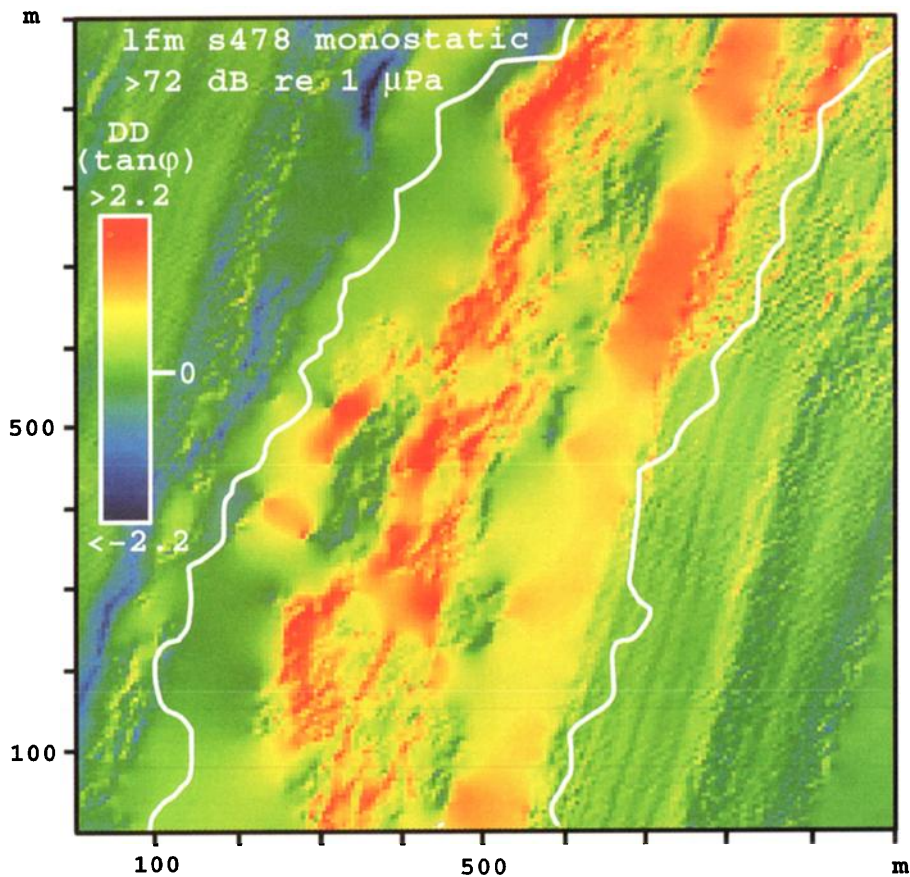 m
lfm s478 monostatic
>72 dB re 1 μPa
DD
(tanφ)
>2.2
0
<-2.2
500
100
100
500
m